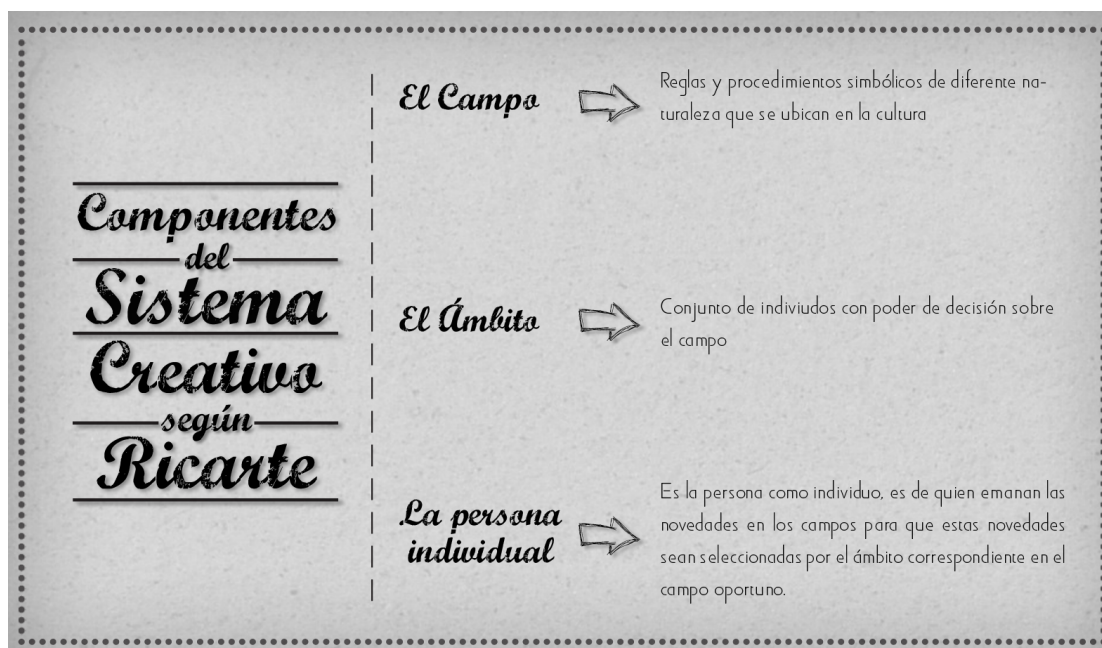 Componentes
del
Sistema
Creativo
según
Ricarte
El Campo
Reglas y procedimientos simbólicos de diferente na-
turaleza que se ubican en la cultura
El Ámbito
Conjunto de indiviudos con poder de decisión sobre
el campo
La persona
individual
Es la persona como individuo, es de quien emanan las
novedades en los campos para que estas novedades
sean seleccionadas por el ámbito correspondiente en el
campo oportuno.